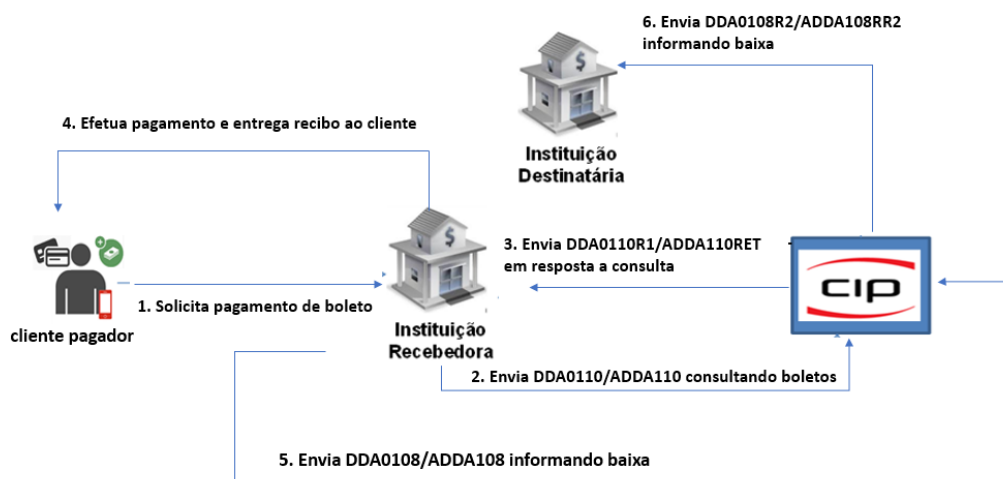 6. Envia DDA0108R2/ADDA108RR2
informando baixa
4. Efetua pagamento e entrega recibo ao cliente
Instituição
Destinatária
3. Envia DDA0110R1/ADDA110RET
em resposta a consulta
cip
1. Solicita pagamento de boleto
cliente pagador
Instituição
Recebedora
2. Envia DDA0110/ADDA110 consultando boletos
5. Envia DDA0108/ADDA108 informando baixa